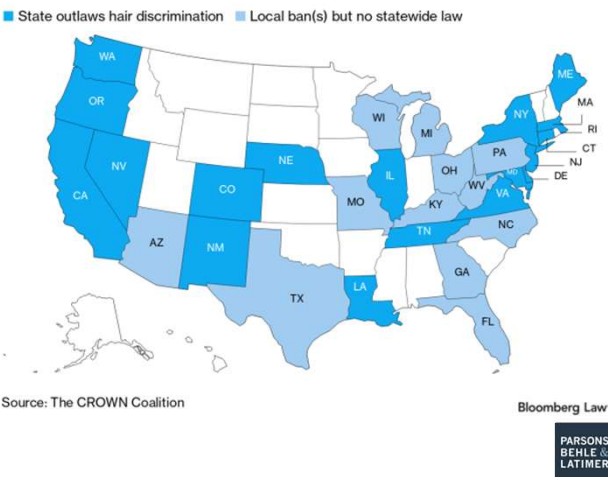 State outlaws hair discrimination
Local ban(s) but no statewide law
WA
OR
CA
NV
CO
NM
AZ
NE
TX
LA
MO
IL
WI
MI
OH
KY
TN
WV
VA
MD
PA
NY
ME
MA
RI
CT
NJ
DE
NC
GA
FL
Source: The CROWN Coalition
Bloomberg Law
PARSONS
BEHLE &
LATIMER